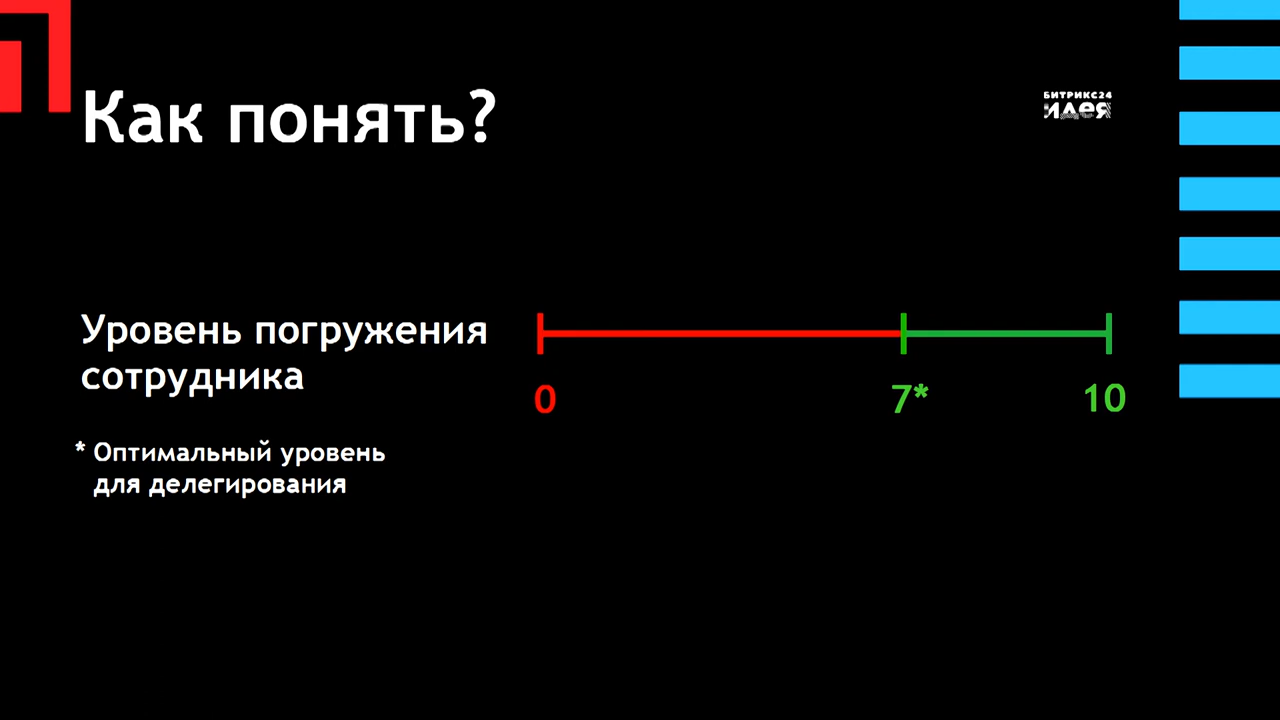 Как понять?
БИТРИКС24
идея
Уровень погружения
сотрудника
0
7*
10
* Оптимальный уровень
для делегирования